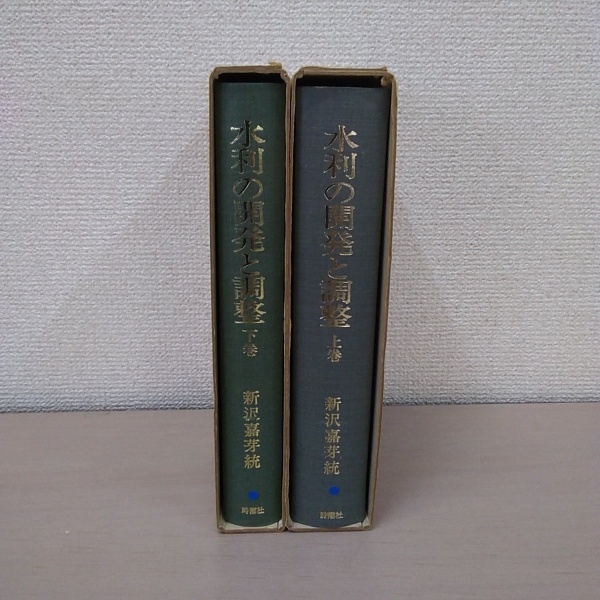 水利の開発と調整 上巻
新沢嘉芽統
時潮社
水利の開発と調整 下巻
新沢嘉芽統
時潮社